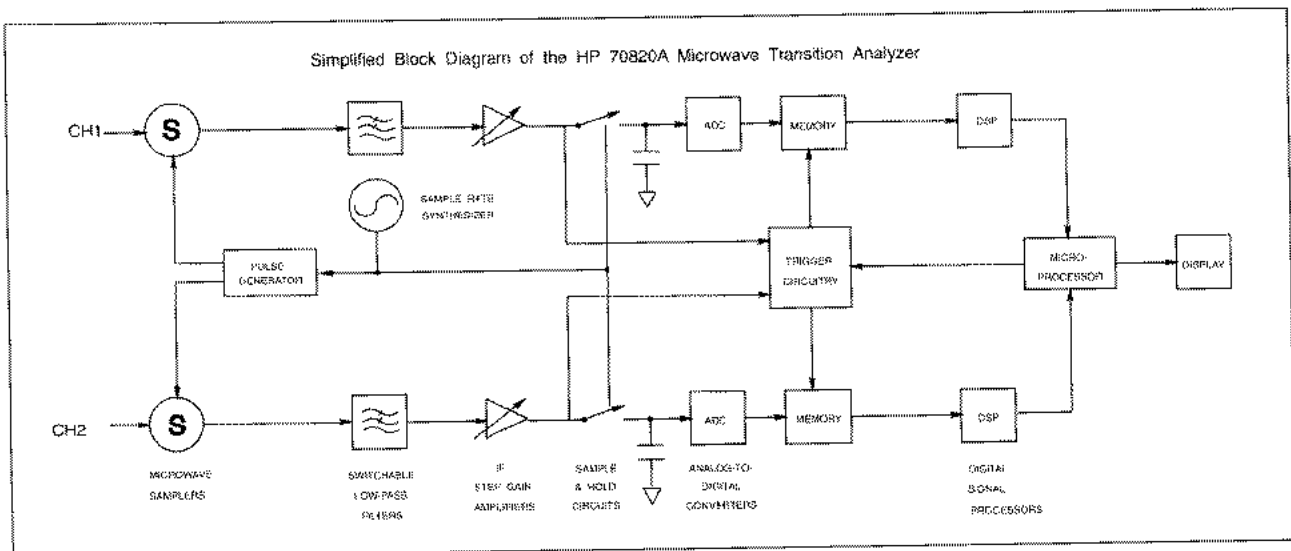 Simplified Block Diagram of the HP 70820A Microwave Transition Analyzer
CH1
S
ADC
MEMORY
DSP
SAMPLE RATE
SYNTHESIZER
PULSE
GENERATOR
TRIGGER
CIRCUITRY
MICRO-
PROCESSOR
DISPLAY
CH2
S
ADC
MEMORY
DSP
MICROWAVE
SAMPLERS
SWITCHABLE
LOW-PASS
FILTERS
IF
STEP GAIN
AMPLIFIERS
SAMPLE
& HOLD
CIRCUITS
ANALOG-TO-
DIGITAL
CONVERTERS
DIGITAL
SIGNAL
PROCESSORS